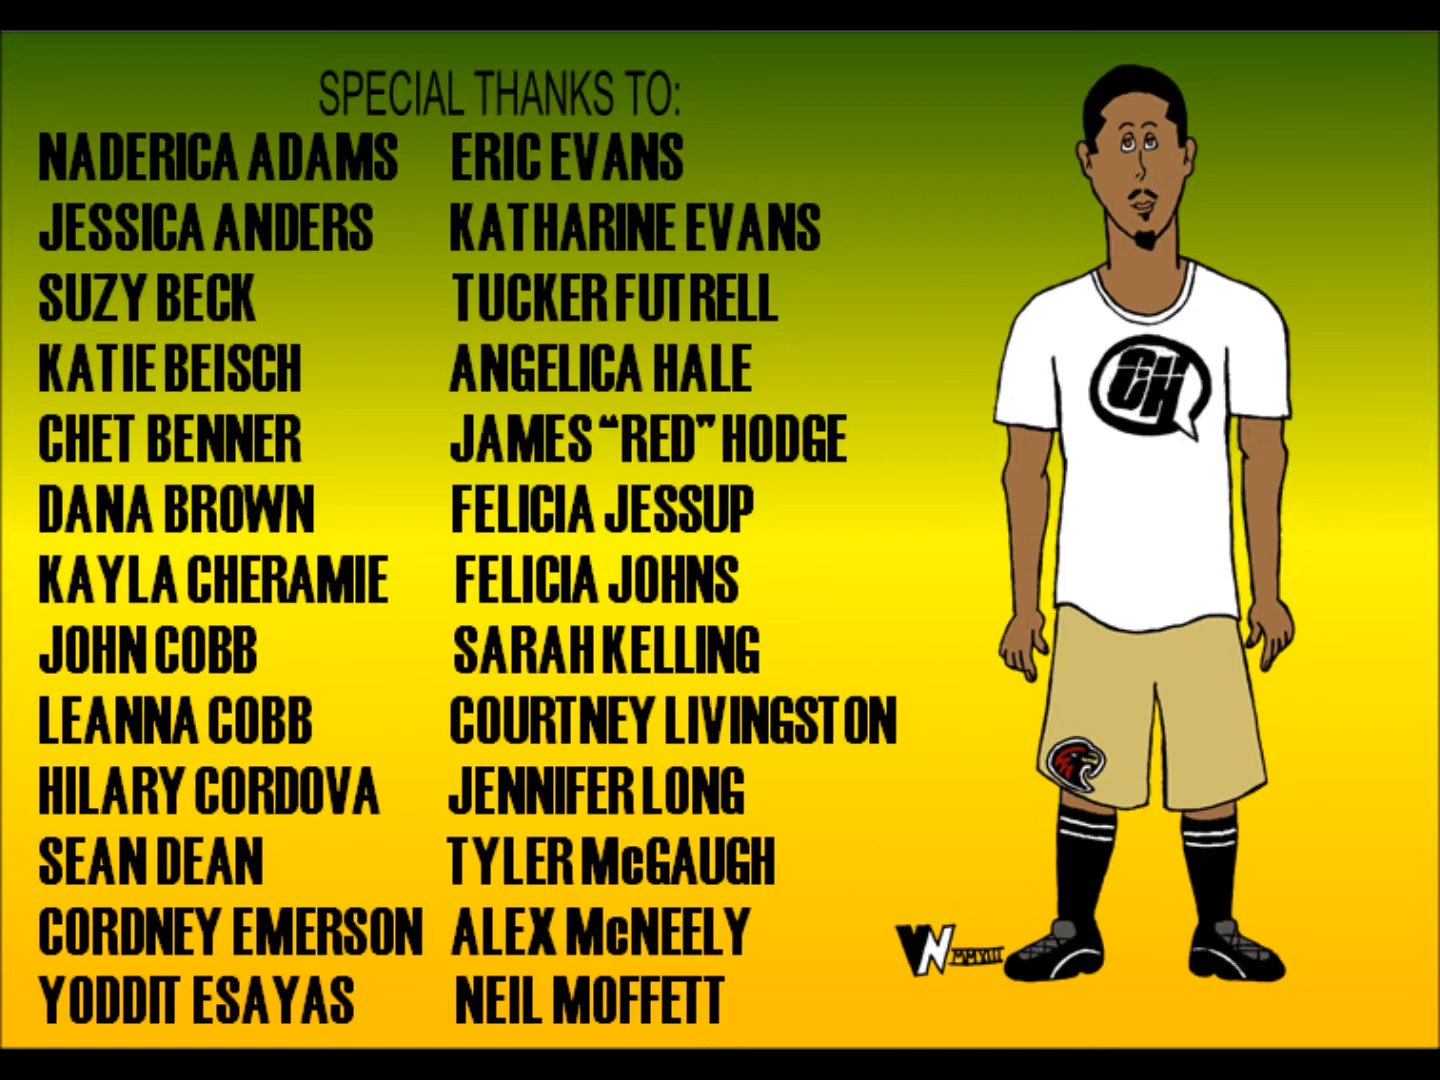 SPECIAL THANKS TO:
NADERICA ADAMS
JESSICA ANDERS
SUZY BECK
KATIE BEISCH
CHET BENNER
DANA BROWN
KAYLA CHERAMIE
JOHN COBB
LEANNA COBB
HILARY CORDOVA
SEAN DEAN
CORDNEY EMERSON
YODDIT ESAYAS
ERIC EVANS
KATHARINE EVANS
TUCKER FUTRELL
ANGELICA HALE
JAMES “RED” HODGE
FELICIA JESSUP
FELICIA JOHNS
SARAH KELLING
COURTNEY LIVINGSTON
JENNIFER LONG
TYLER McGAUGH
ALEX McNEELY
NEIL MOFFETT
CH
VN